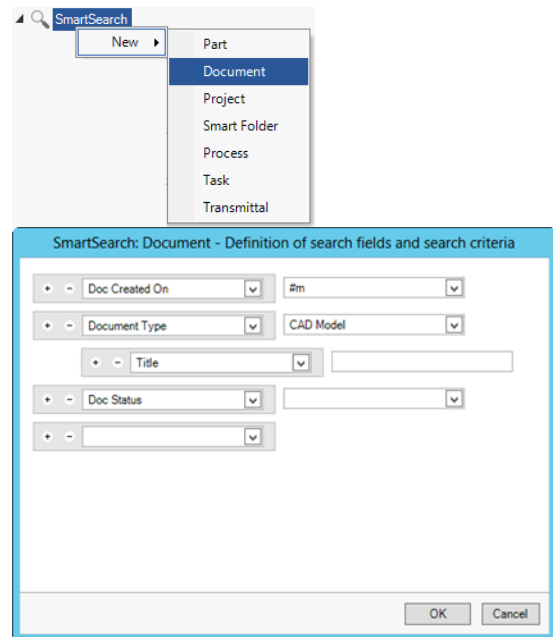 SmartSearch
New
Part
Document
Project
Smart Folder
Process
Task
Transmittal
SmartSearch: Document - Definition of search fields and search criteria
+ - Doc Created On #m
+ - Document Type CAD Model
+ - Title
+ - Doc Status
+ -
OK Cancel